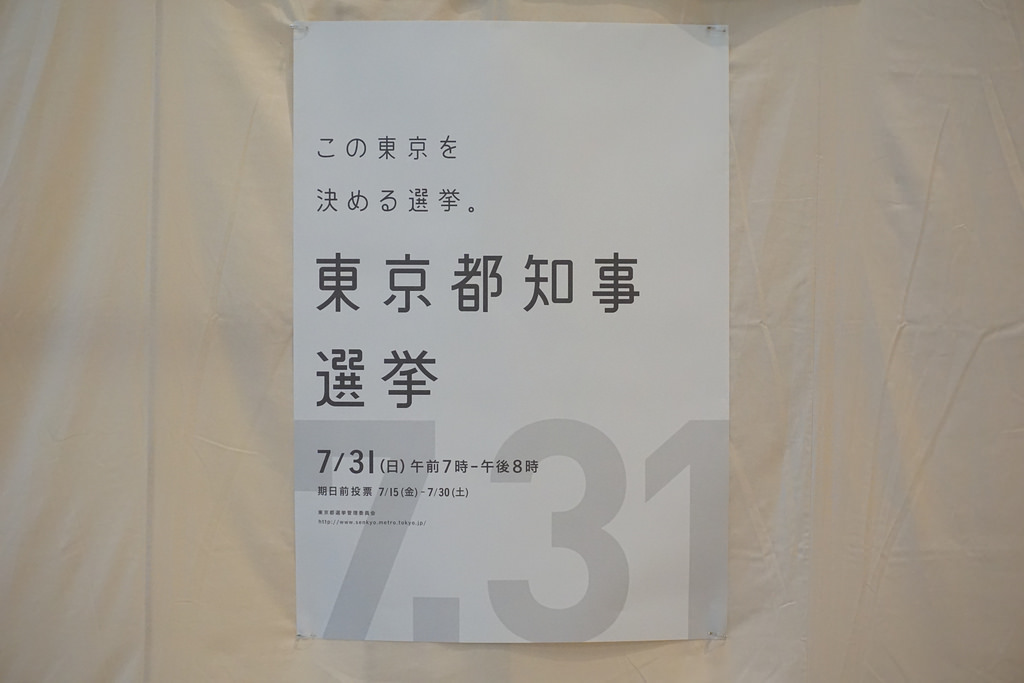 この東京を
決める選挙。
東京都知事
選挙
7/31(日)午前7時-午後8時
期日前投票 7/15(金)-7/30(土)
東京都選挙管理委員会
http://www.senkyo.metro.tokyo.jp/
7.31